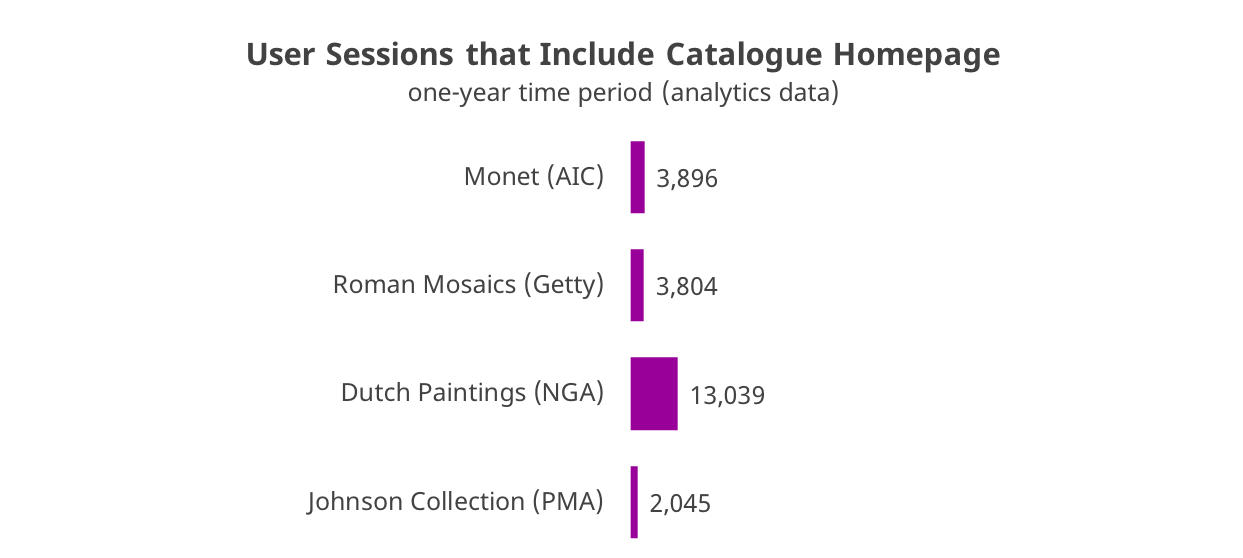 User Sessions that Include Catalogue Homepage
one-year time period (analytics data)
Monet (AIC) 3,896
Roman Mosaics (Getty) 3,804
Dutch Paintings (NGA) 13,039
Johnson Collection (PMA) 2,045